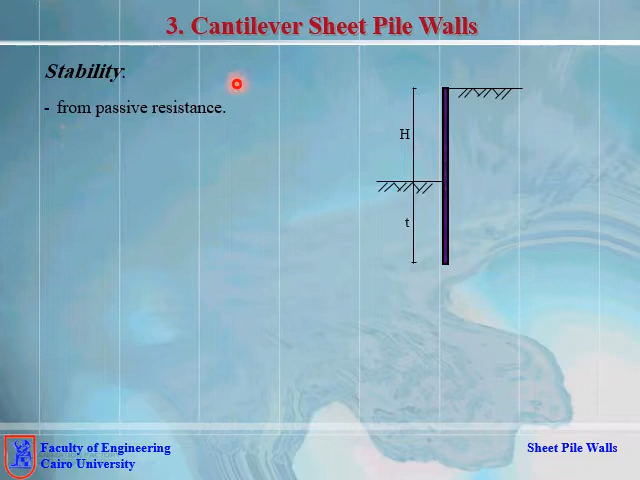 3. Cantilever Sheet Pile Walls
Stability:
- from passive resistance.
H
t
Faculty of Engineering
Cairo University
Sheet Pile Walls